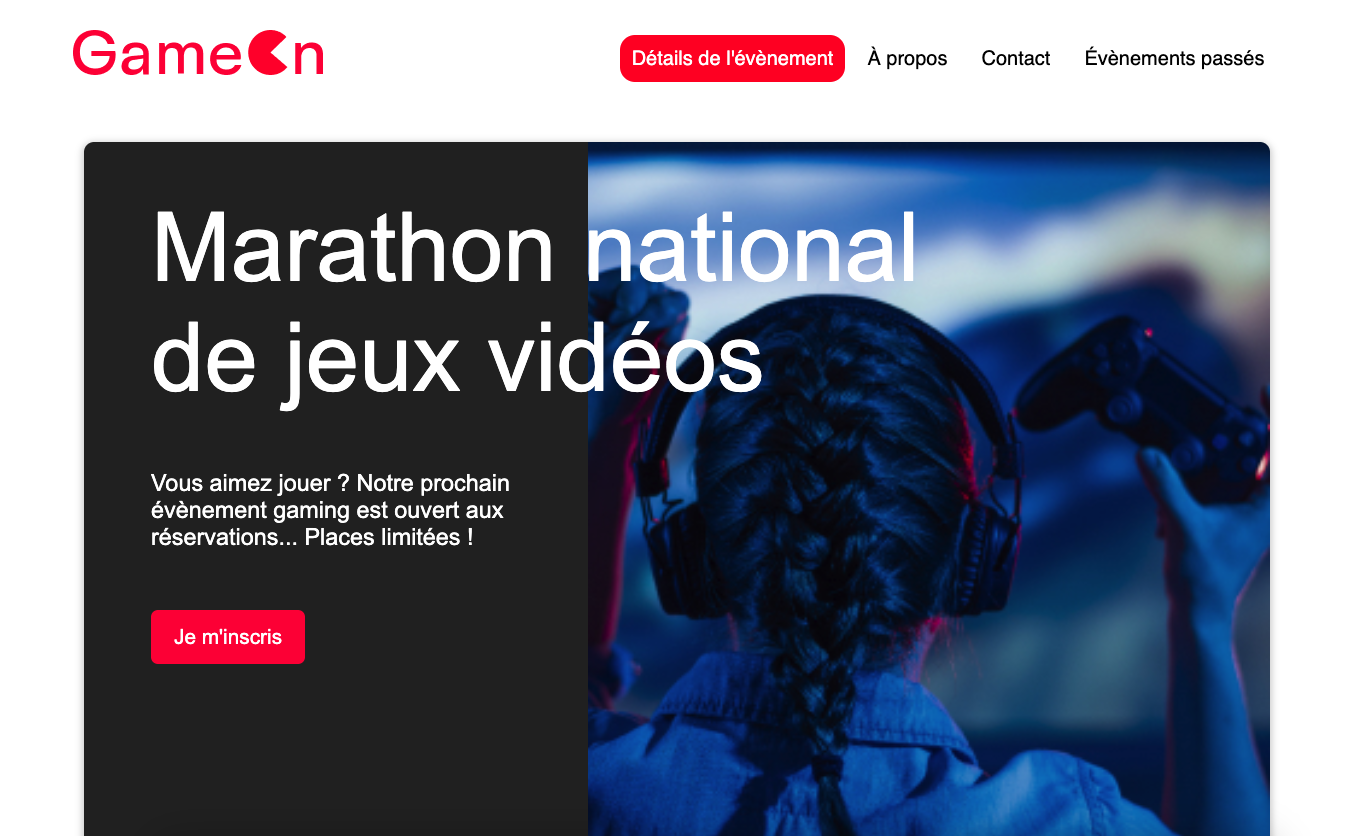 GameOn
Détails de l'évènement
À propos
Contact
Évènements passés
Marathon national
de jeux vidéos
Vous aimez jouer ? Notre prochain
évènement gaming est ouvert aux
réservations... Places limitées !
Je m'inscris